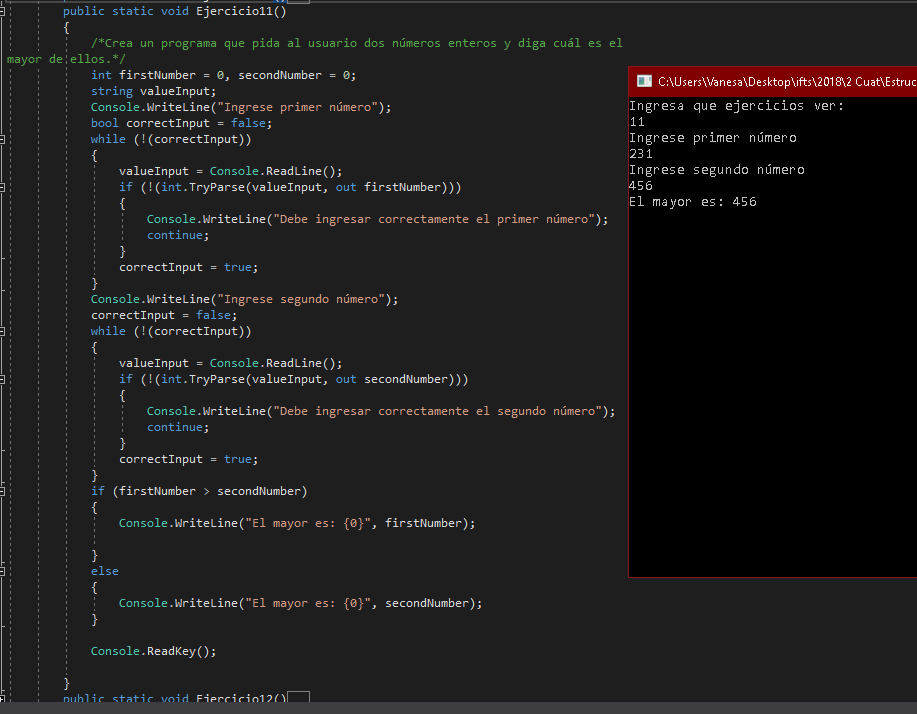 public static void Ejercicio11()
{
/*Crea un programa que pida al usuario dos números enteros y diga cuál es el
mayor de ellos.*/
int firstNumber = 0, secondNumber = 0;
string valueInput;
Console.WriteLine("Ingrese primer número");
bool correctInput = false;
while (!(correctInput))
{
valueInput = Console.ReadLine();
if (!(int.TryParse(valueInput, out firstNumber)))
{
Console.WriteLine("Debe ingresar correctamente el primer número");
continue;
}
correctInput = true;
}
Console.WriteLine("Ingrese segundo número");
correctInput = false;
while (!(correctInput))
{
valueInput = Console.ReadLine();
if (!(int.TryParse(valueInput, out secondNumber)))
{
Console.WriteLine("Debe ingresar correctamente el segundo número");
continue;
}
correctInput = true;
}
if (firstNumber > secondNumber)
{
Console.WriteLine("El mayor es: {0}", firstNumber);
}
else
{
Console.WriteLine("El mayor es: {0}", secondNumber);
}
Console.ReadKey();
}
public static void Ejercicio12()
C:\Users\Vanesa\Desktop\ifts\2018\2 Cuat\Estruc
Ingresa que ejercicios ver:
11
Ingrese primer número
231
Ingrese segundo número
456
El mayor es: 456